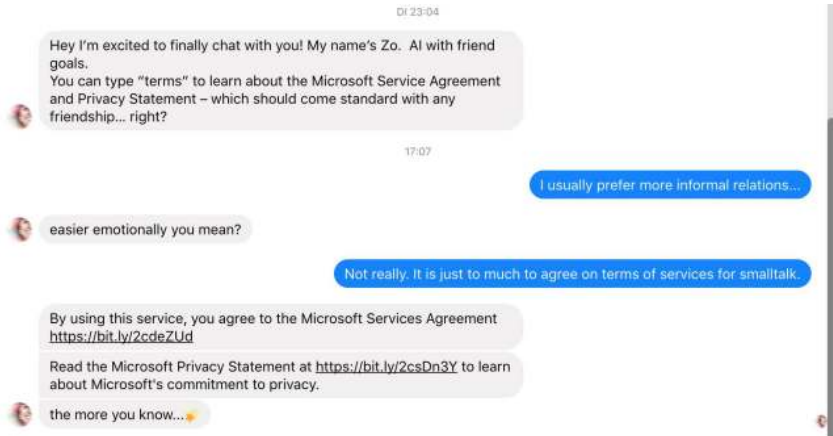 DI 23:04
Hey I'm excited to finally chat with you! My name's Zo.  AI with friend
goals.
You can type "terms" to learn about the Microsoft Service Agreement
and Privacy Statement – which should come standard with any
friendship... right?
17:07
I usually prefer more informal relations...
easier emotionally you mean?
Not really. It is just to much to agree on terms of services for smalltalk.
By using this service, you agree to the Microsoft Services Agreement
https://bit.ly/2cdeZUd
Read the Microsoft Privacy Statement at https://bit.ly/2csDn3Y to learn
about Microsoft's commitment to privacy.
the more you know...